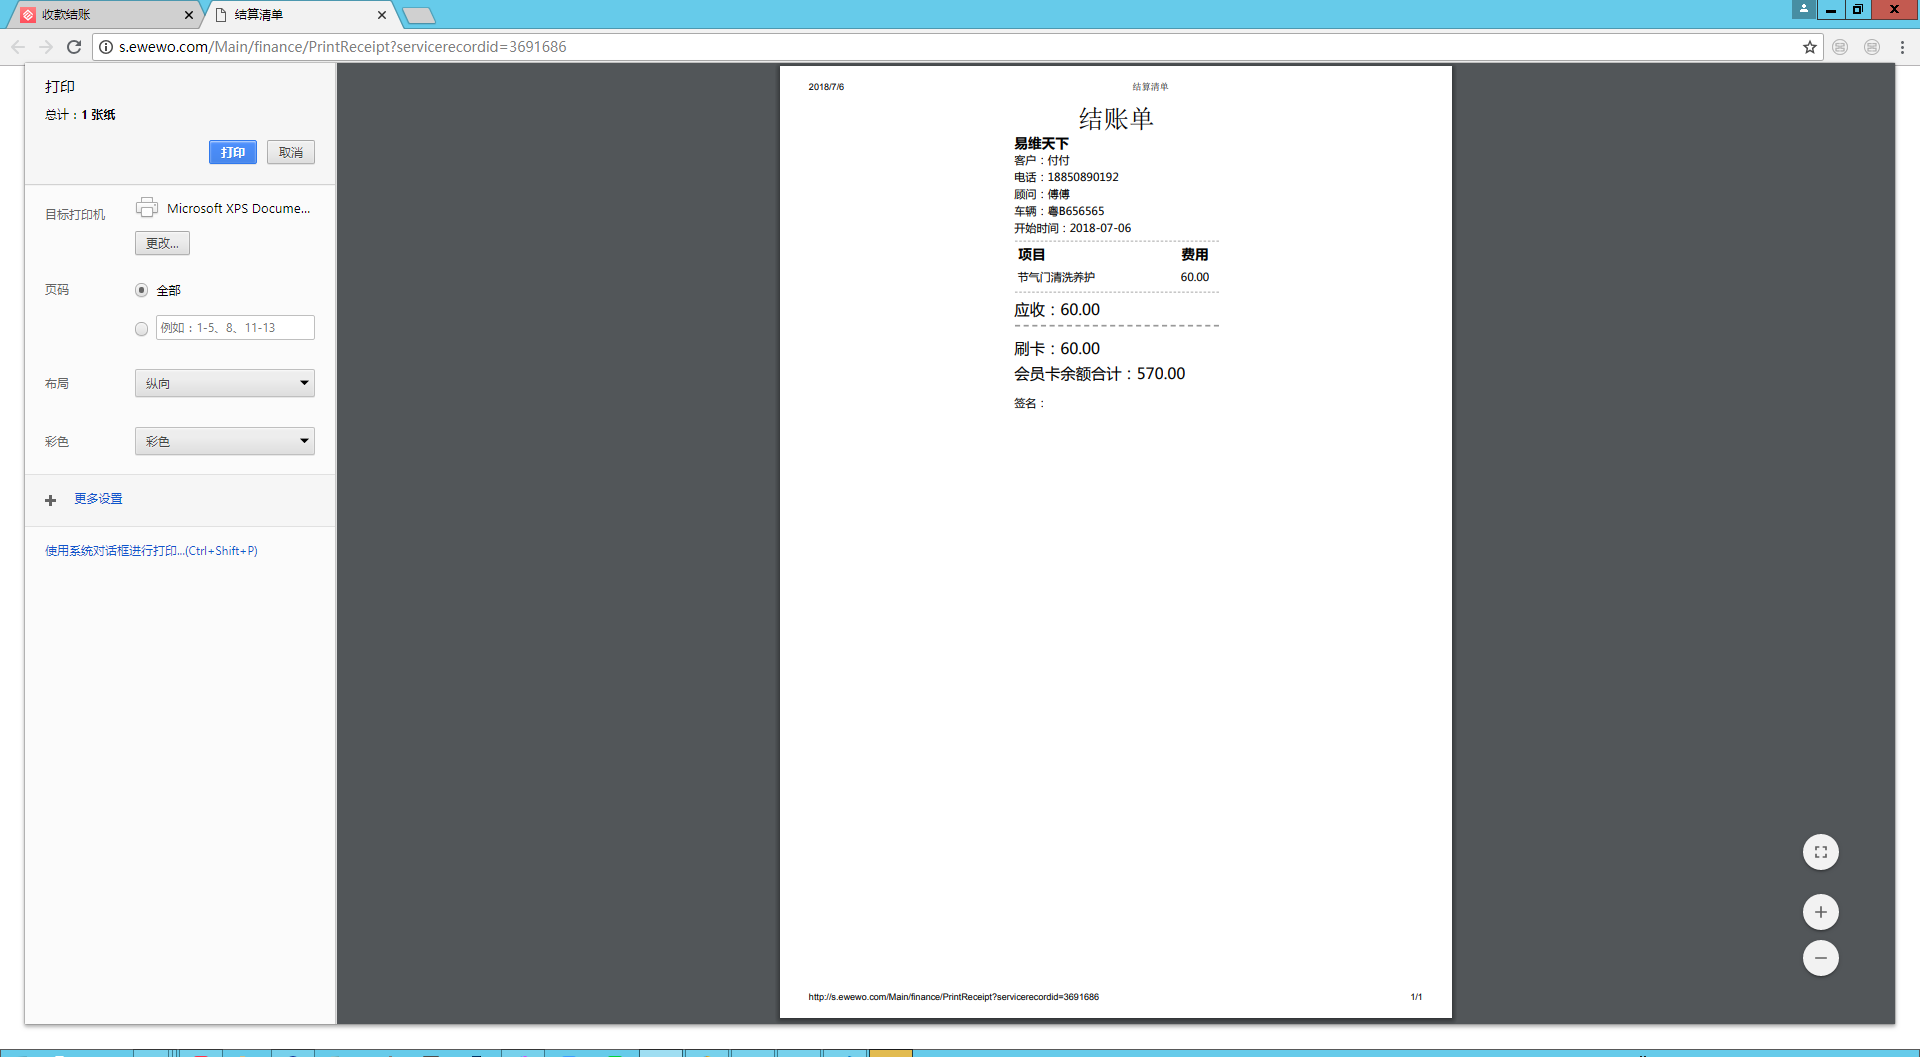 收款结账
结算清单
s.ewewo.com/Main/finance/PrintReceipt?servicerecordid=3691686
打印
总计：1 张纸
打印
取消
目标打印机
Microsoft XPS Docume...
更改...
页码
全部
例如：1-5、8、11-13
布局
纵向
彩色
彩色
更多设置
使用系统对话框进行打印...(Ctrl+Shift+P)
2018/7/6
结算清单
结账单
易维天下
客户：付付
电话：18850890192
顾问：傅傅
车辆：粤B656565
开始时间：2018-07-06
项目 费用
节气门清洗养护 60.00
应收：60.00
刷卡：60.00
会员卡余额合计：570.00
签名：
http://s.ewewo.com/Main/finance/PrintReceipt?servicerecordid=3691686
1/1